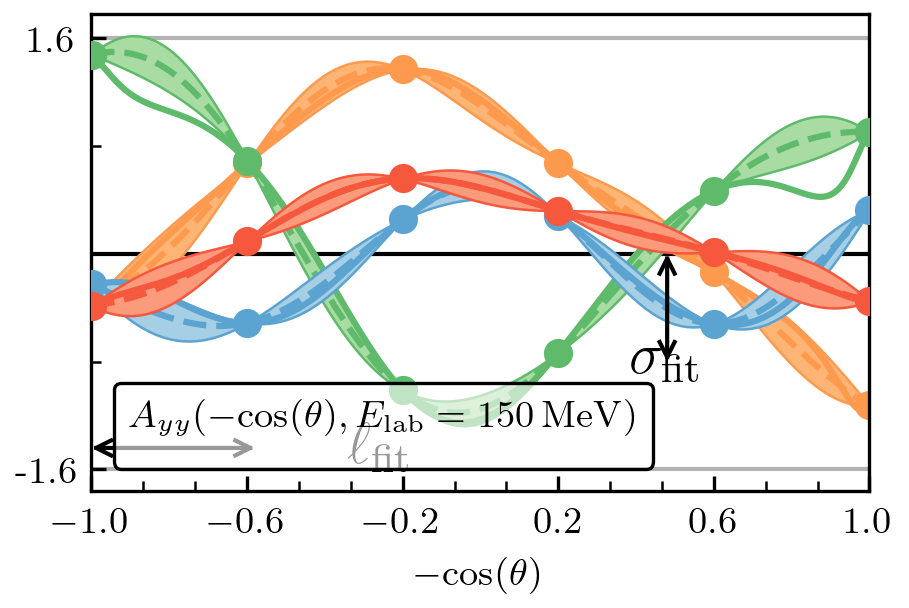 1.6
σ_fit
A_yy(−cos(θ), E_lab = 150 MeV)
ℓ_fit
-1.6
−1.0 −0.6 −0.2 0.2 0.6 1.0
−cos(θ)